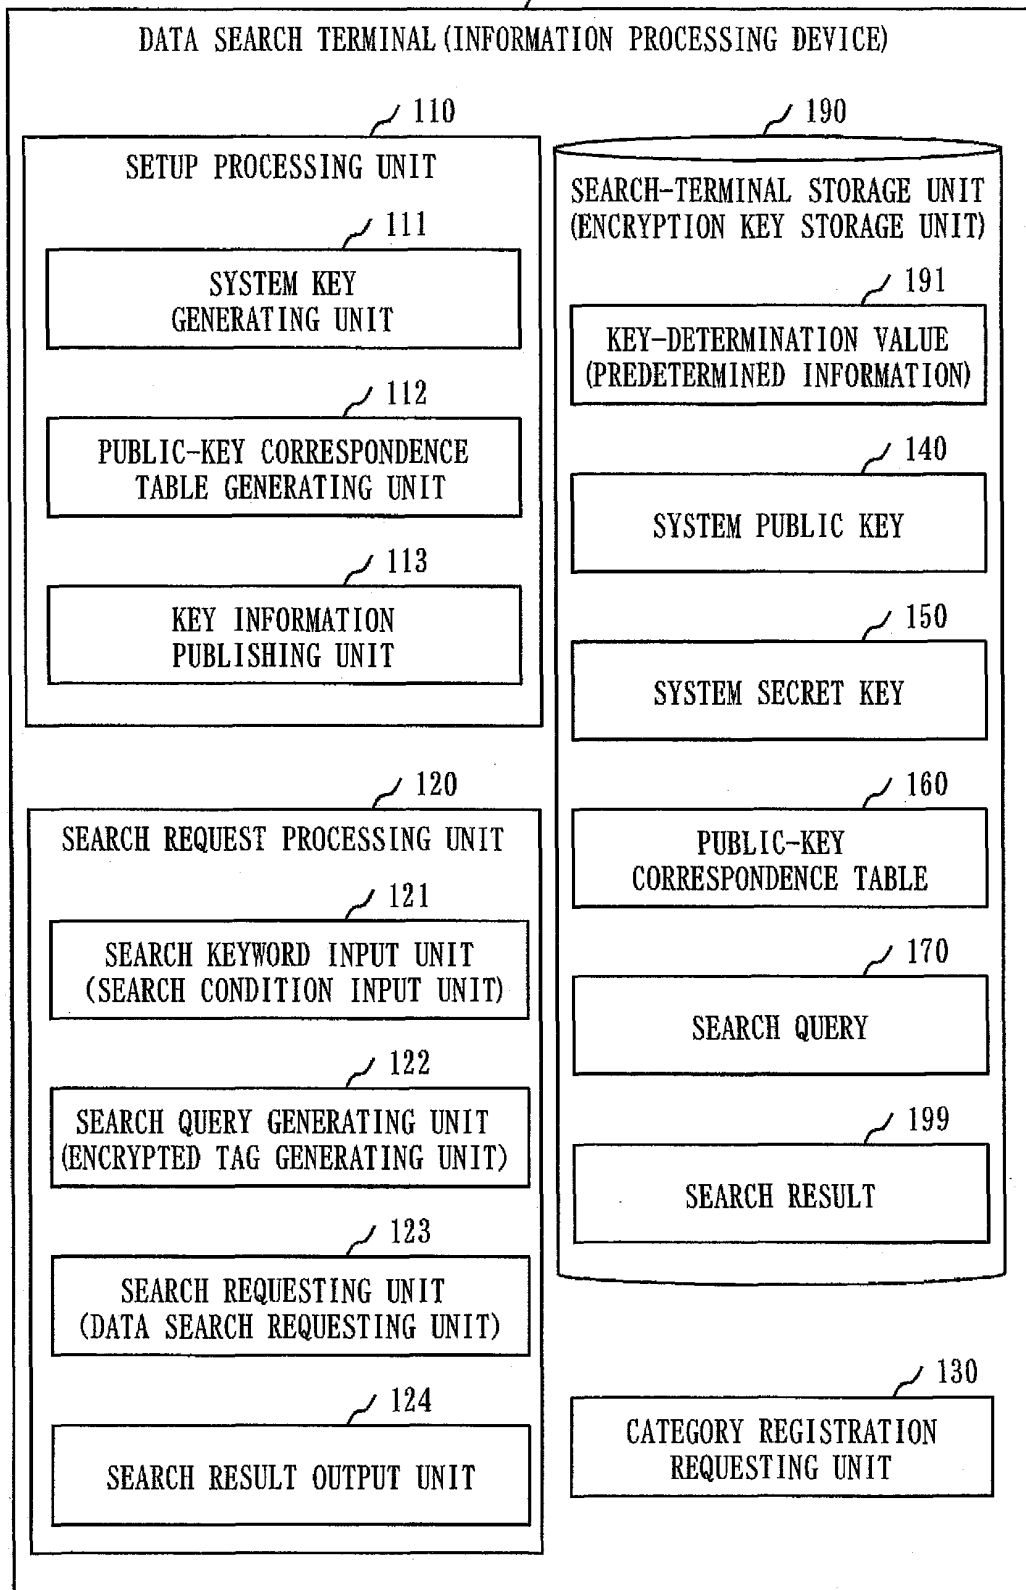 DATA SEARCH TERMINAL (INFORMATION PROCESSING DEVICE)
110
SETUP PROCESSING UNIT
111
SYSTEM KEY
GENERATING UNIT
112
PUBLIC-KEY CORRESPONDENCE
TABLE GENERATING UNIT
113
KEY INFORMATION
PUBLISHING UNIT
120
SEARCH REQUEST PROCESSING UNIT
121
SEARCH KEYWORD INPUT UNIT
(SEARCH CONDITION INPUT UNIT)
122
SEARCH QUERY GENERATING UNIT
(ENCRYPTED TAG GENERATING UNIT)
123
SEARCH REQUESTING UNIT
(DATA SEARCH REQUESTING UNIT)
124
SEARCH RESULT OUTPUT UNIT
190
SEARCH-TERMINAL STORAGE UNIT
(ENCRYPTION KEY STORAGE UNIT)
191
KEY-DETERMINATION VALUE
(PREDETERMINED INFORMATION)
140
SYSTEM PUBLIC KEY
150
SYSTEM SECRET KEY
160
PUBLIC-KEY
CORRESPONDENCE TABLE
170
SEARCH QUERY
199
SEARCH RESULT
130
CATEGORY REGISTRATION
REQUESTING UNIT